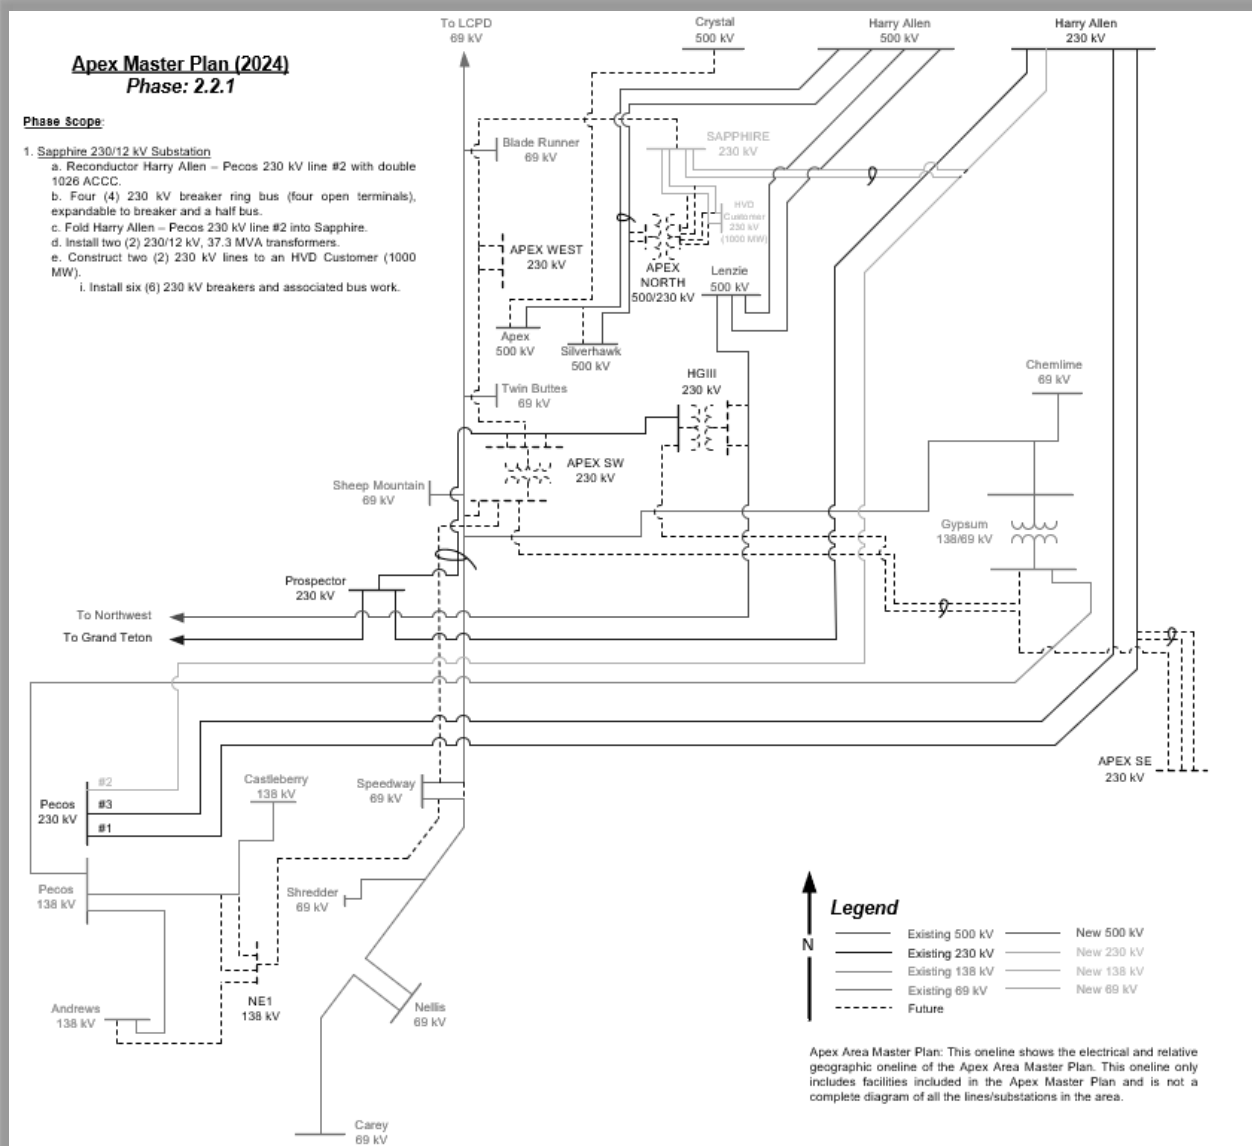 To LCPD
69 kV
Crystal
500 kV
Harry Allen
500 kV
Harry Allen
230 kV
Apex Master Plan (2024)
Phase: 2.2.1
Phase Scope:
1. Sapphire 230/12 kV Substation
a. Reconductor Harry Allen – Pecos 230 kV line #2 with double
1026 ACCC.
b. Four (4) 230 kV breaker ring bus (four open terminals),
expandable to breaker and a half bus.
c. Fold Harry Allen – Pecos 230 kV line #2 into Sapphire.
d. Install two (2) 230/12 kV, 37.3 MVA transformers.
e. Construct two (2) 230 kV lines to an HVD Customer (1000
MW).
i. Install six (6) 230 kV breakers and associated bus work.
Blade Runner
69 kV
SAPPHIRE
230 kV
HVD
Customer
230 kV
(1000 MW)
APEX WEST
230 kV
APEX
NORTH
500/230 kV
Lenzie
500 kV
Apex
500 kV
Silverhawk
500 kV
HGIII
230 kV
Chemlime
69 kV
Twin Buttes
69 kV
APEX SW
230 kV
Sheep Mountain
69 kV
Gypsum
138/69 kV
Prospector
230 kV
To Northwest
To Grand Teton
APEX SE
230 kV
#2
Pecos
230 kV
#3
#1
Castleberry
138 kV
Speedway
69 kV
Pecos
138 kV
Shredder
69 kV
Andrews
138 kV
NE1
138 kV
Nellis
69 kV
Carey
69 kV
N
Legend
Existing 500 kV
New 500 kV
Existing 230 kV
New 230 kV
Existing 138 kV
New 138 kV
Existing 69 kV
New 69 kV
Future
Apex Area Master Plan: This oneline shows the electrical and relative
geographic oneline of the Apex Area Master Plan. This oneline only
includes facilities included in the Apex Master Plan and is not a
complete diagram of all the lines/substations in the area.